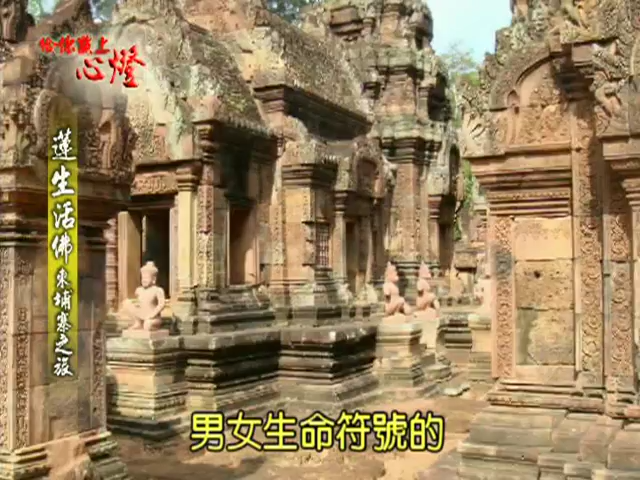 給你點上
心燈
蓮生活佛
柬埔寨之旅
男女生命符號的